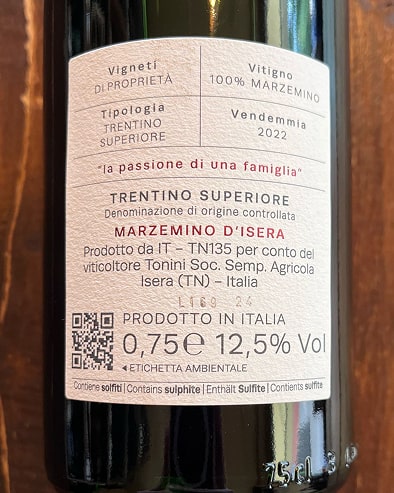 Vigneti
DI PROPRIETÀ
Vitigno
100% MARZEMINO
Tipologia
TRENTINO
SUPERIORE
Vendemmia
2022
"la passione di una famiglia"
TRENTINO SUPERIORE
Denominazione di origine controllata
MARZEMINO D'ISERA
Prodotto da IT – TN135 per conto del
viticoltore Tonini Soc. Semp. Agricola
Isera (TN) – Italia
L169 24
PRODOTTO IN ITALIA
0,75℮ 12,5% Vol
◄ETICHETTA AMBIENTALE
Contiene solfiti | Contains sulphite | Enthält Sulfite | Contients sulfite
75cl